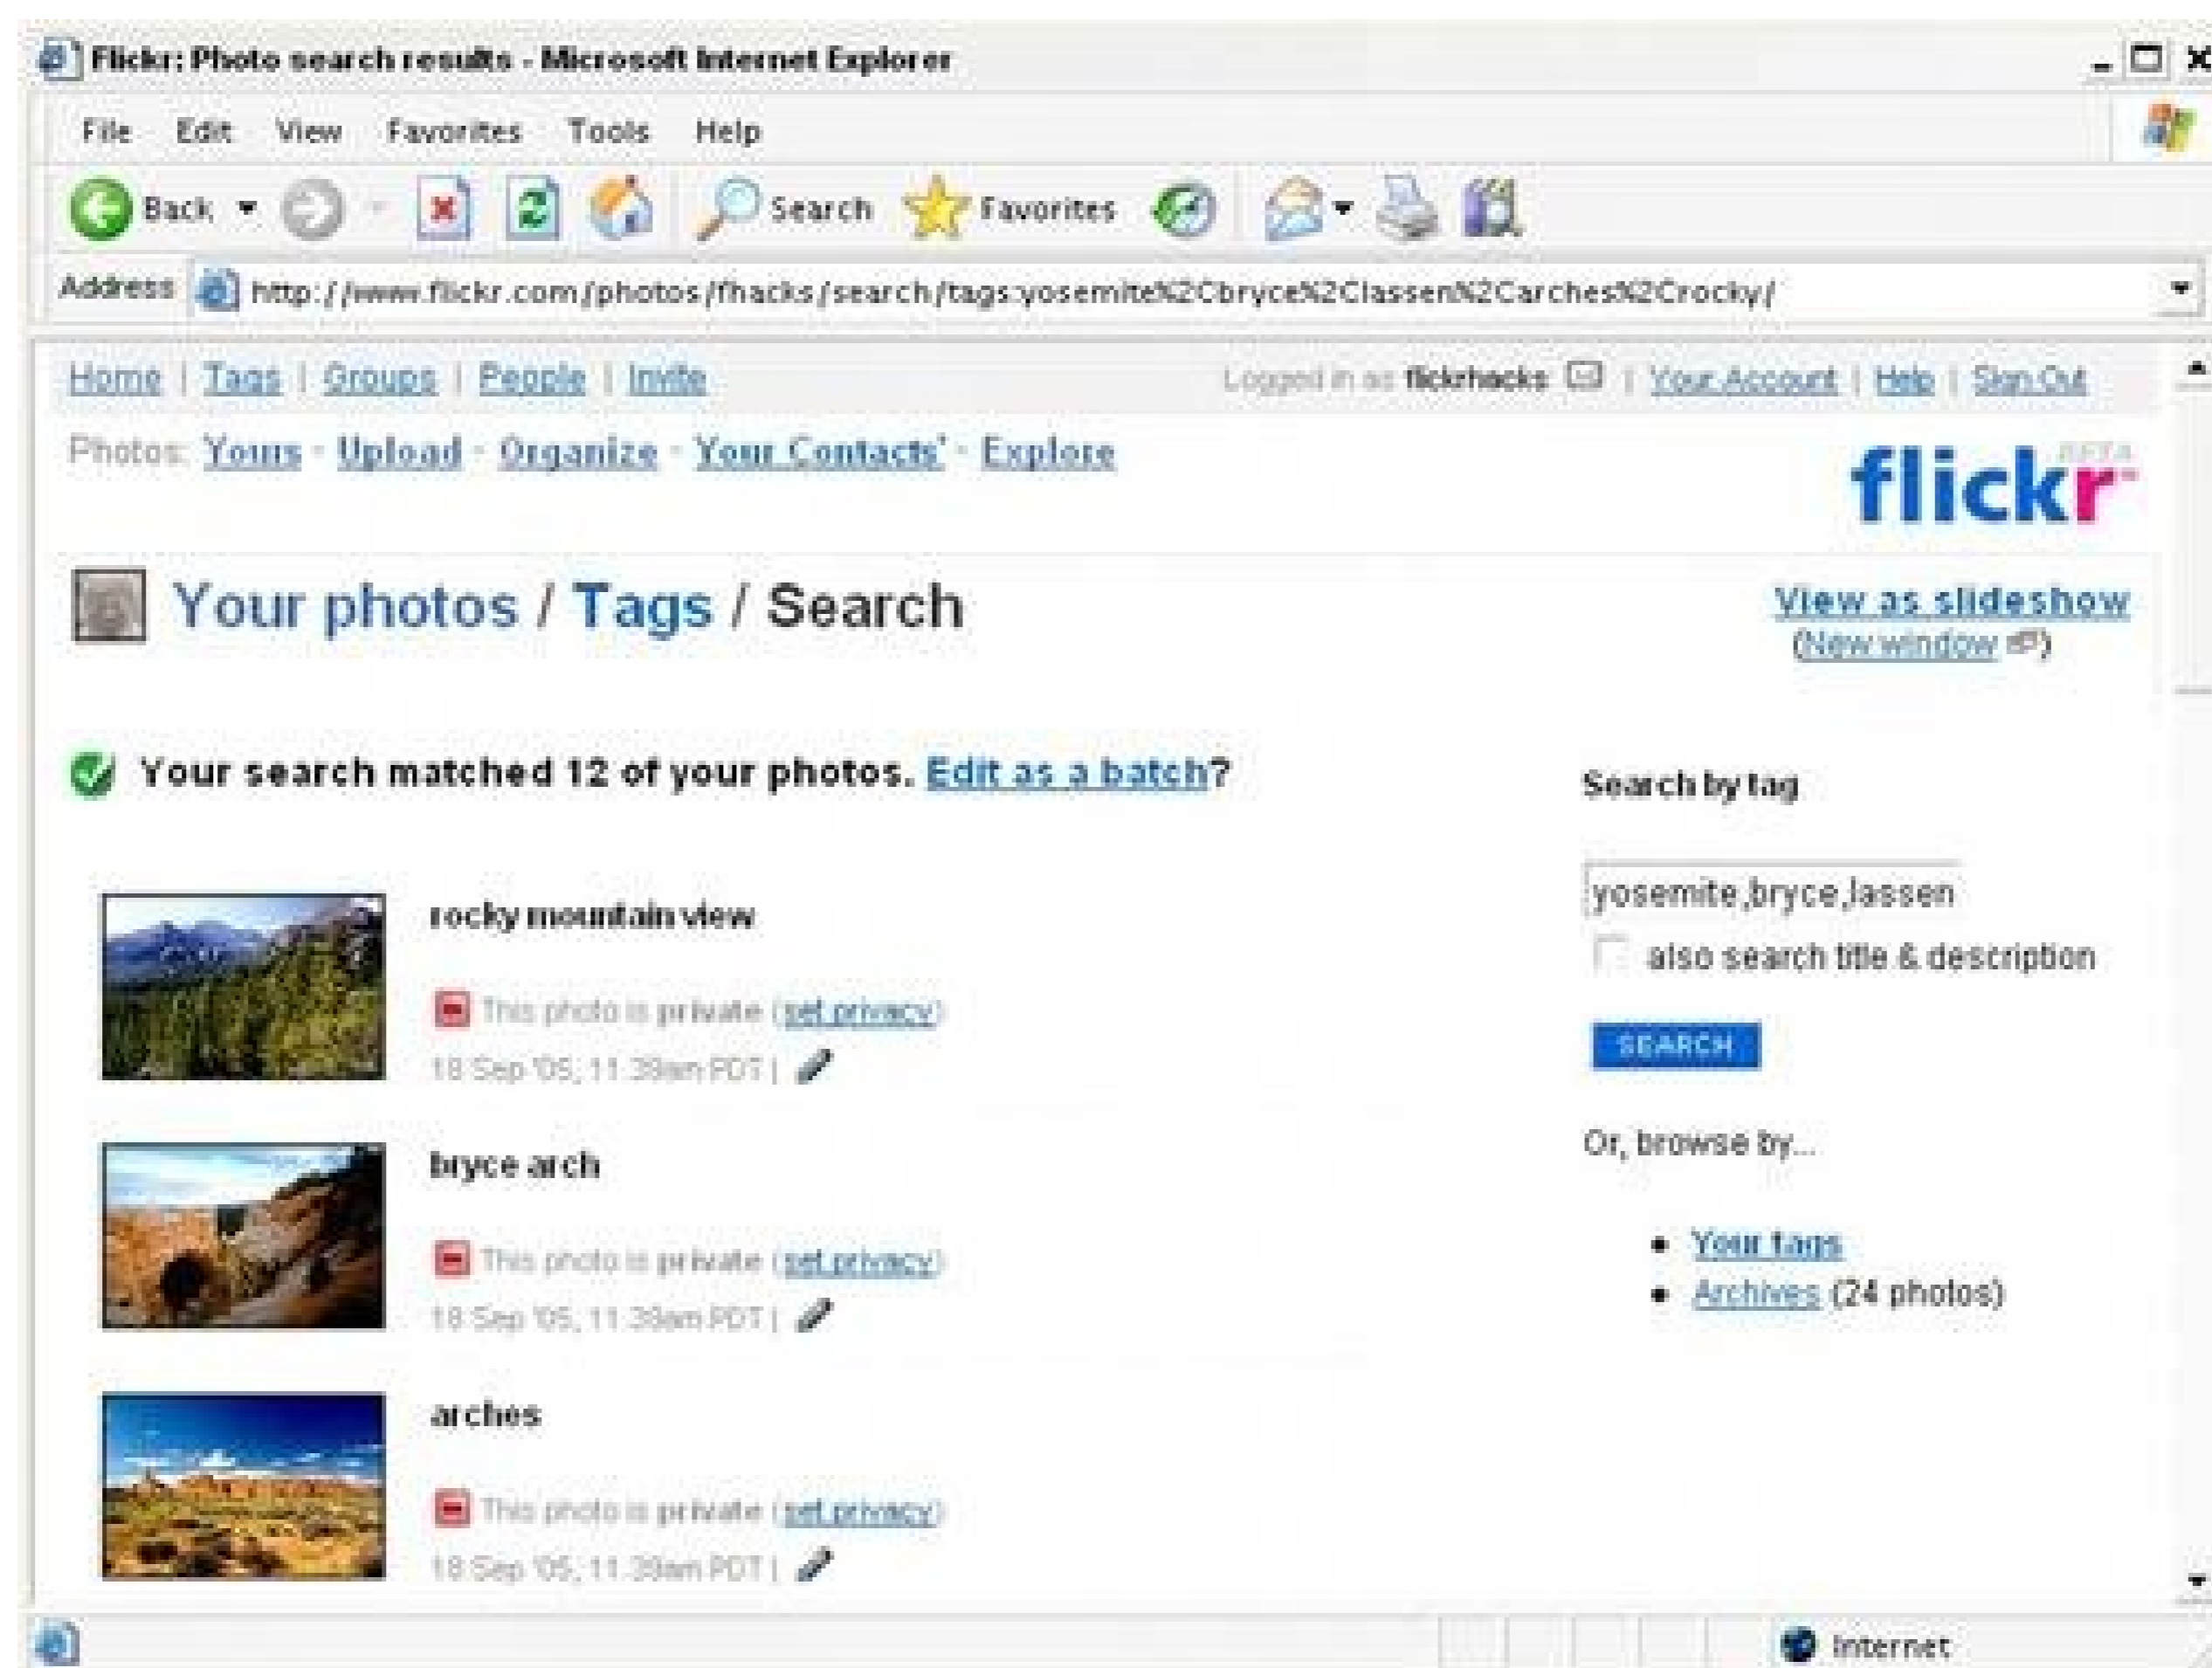 Flickr: Photo search results - Microsoft Internet Explorer
File Edit View Favorites Tools Help
Back Search Favorites
Address http://www.flickr.com/photos/fhacks/search/tags:yosemite%2Cbryce%2Classen%2Carches%2Crocky/
Home | Tags | Groups | People | Invite
Logged in as flickrhacks | Your Account | Help | Sign Out
Photos: Yours · Upload · Organize · Your Contacts' · Explore
flickr BETA
Your photos / Tags / Search
View as slideshow
(New window)
Your search matched 12 of your photos. Edit as a batch?
rocky mountain view
This photo is private (set privacy)
18 Sep '05, 11.39am PDT |
bryce arch
This photo is private (set privacy)
18 Sep '05, 11.39am PDT |
arches
This photo is private (set privacy)
18 Sep '05, 11.39am PDT |
Search by tag
yosemite,bryce,lassen
also search title & description
SEARCH
Or, browse by...
• Your tags
• Archives (24 photos)
Internet